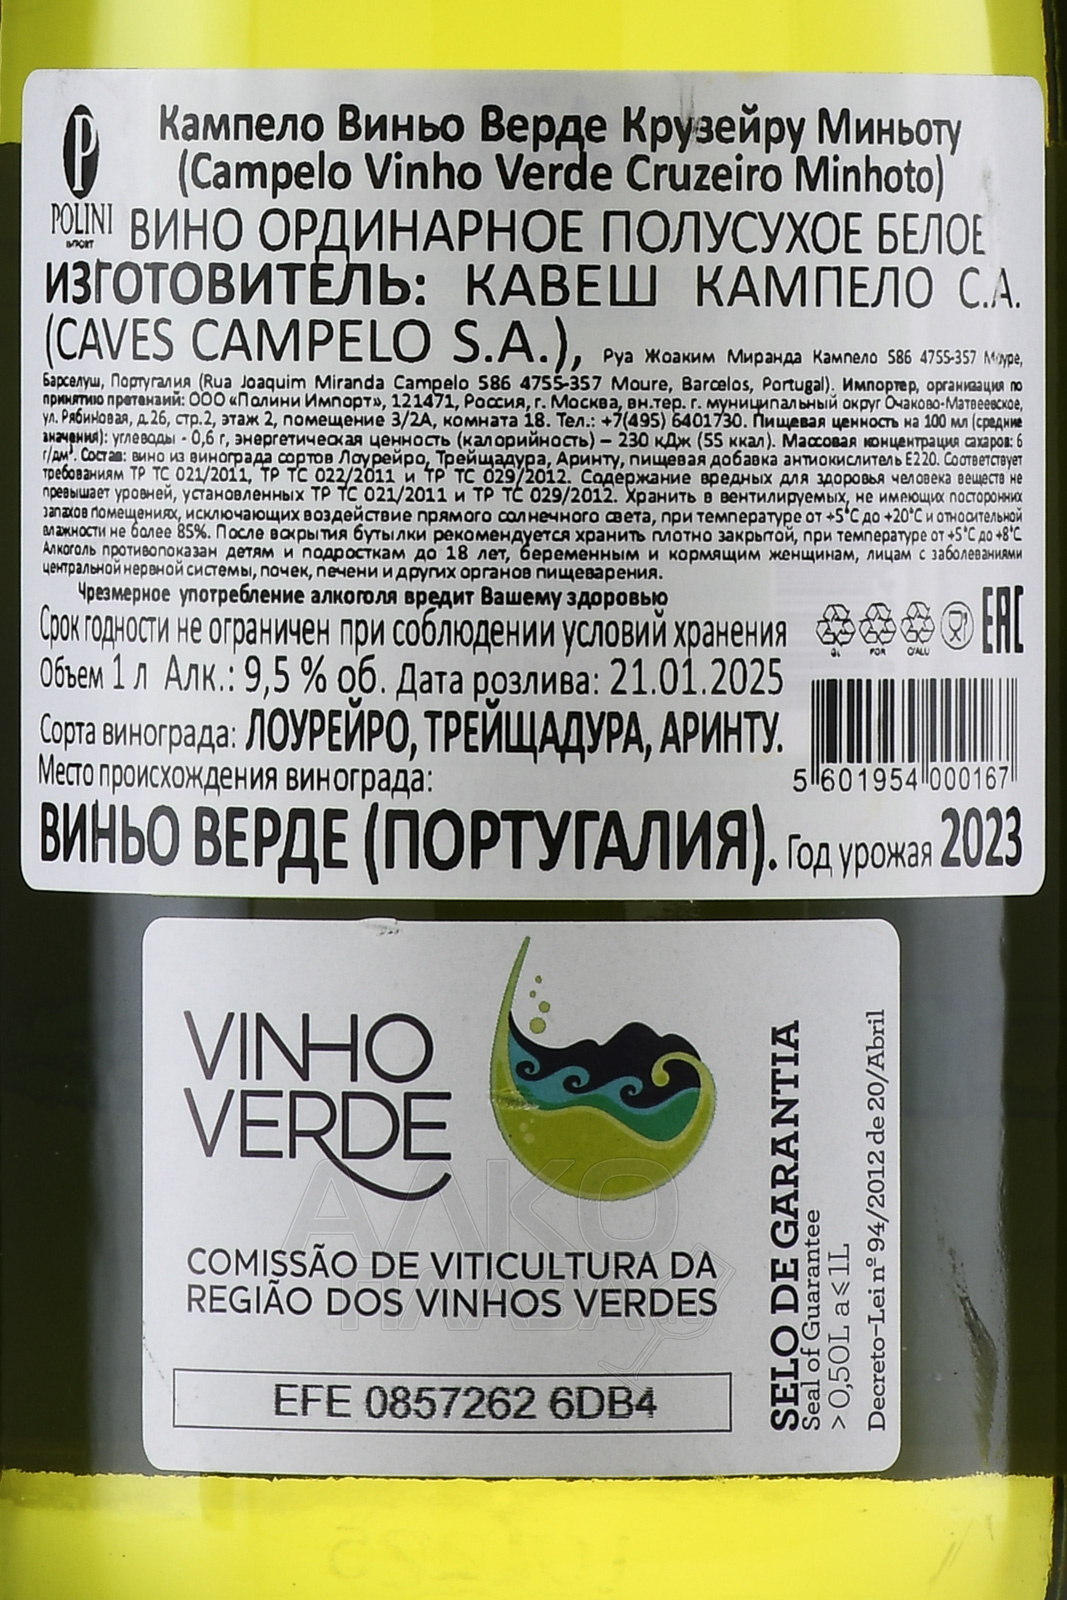 Кампело Виньо Верде Крузейру Миньоту
(Campelo Vinho Verde Cruzeiro Minhoto)
P
POLINI
IMPORT
ВИНО ОРДИНАРНОЕ ПОЛУСУХОЕ БЕЛОЕ
ИЗГОТОВИТЕЛЬ: КАВЕШ КАМПЕЛО С.А.
(CAVES CAMPELO S.A.), Руа Жоаким Миранда Кампело 586 4755-357 Моуре,
Барселуш, Португалия (Rua Joaquim Miranda Campelo 586 4755-357 Moure, Barcelos, Portugal). Импортер, организация по
принятию претензий: ООО «Полини Импорт», 121471, Россия, г. Москва, вн.тер. г. муниципальный округ Очаково-Матвеевское,
ул. Рябиновая, д.26, стр.2, этаж 2, помещение 3/2А, комната 18. Тел.: +7(495) 6401730. Пищевая ценность на 100 мл (средние
значения): углеводы - 0,6 г, энергетическая ценность (калорийность) – 230 кДж (55 ккал). Массовая концентрация сахаров: 6
г/дм³. Состав: вино из винограда сортов Лоурейро, Трейщадура, Аринту, пищевая добавка антиокислитель Е220. Соответствует
требованиям ТР ТС 021/2011, ТР ТС 022/2011 и ТР ТС 029/2012. Содержание вредных для здоровья человека веществ не
превышает уровней, установленных ТР ТС 021/2011 и ТР ТС 029/2012. Хранить в вентилируемых, не имеющих посторонних
запахов помещениях, исключающих воздействие прямого солнечного света, при температуре от +5°С до +20°С и относительной
влажности не более 85%. После вскрытия бутылки рекомендуется хранить плотно закрытой, при температуре от +5°С до +8°С.
Алкоголь противопоказан детям и подросткам до 18 лет, беременным и кормящим женщинам, лицам с заболеваниями
центральной нервной системы, почек, печени и других органов пищеварения.
Чрезмерное употребление алкоголя вредит Вашему здоровью
Срок годности не ограничен при соблюдении условий хранения
GL FOR C/ALU EAC
Объем 1 л Алк.: 9,5 % об. Дата розлива: 21.01.2025
Сорта винограда: ЛОУРЕЙРО, ТРЕЙЩАДУРА, АРИНТУ.
Место происхождения винограда:
5 601954 000167
ВИНЬО ВЕРДЕ (ПОРТУГАЛИЯ). Год урожая 2023
VINHO
VERDE
COMISSÃO DE VITICULTURA DA
REGIÃO DOS VINHOS VERDES
EFE 0857262 6DB4
SELO DE GARANTIA
Seal of Guarantee
> 0,50L a ≤ 1L
Decreto-Lei nº 94/2012 de 20/Abril